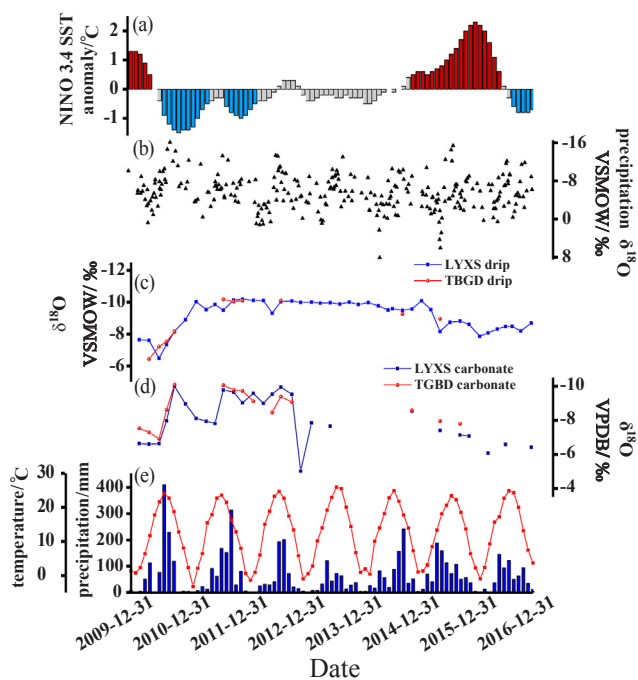 (a)
NINO 3.4 SST
anomaly/℃
2
1
0
-1
(b)
-16
-8
0
8
precipitation δ18O
VSMOW/‰
(c)
LYXS drip
TBGD drip
-10
-8
-6
δ18O
VSMOW/‰
(d)
LYXS carbonate
TGBD carbonate
-10
-8
-6
-4
δ18O
VPDB/‰
(e)
temperature/℃
30
20
10
0
precipitation/mm
400
300
200
100
0
2009-12-31
2010-12-31
2011-12-31
2012-12-31
2013-12-31
2014-12-31
2015-12-31
2016-12-31
Date